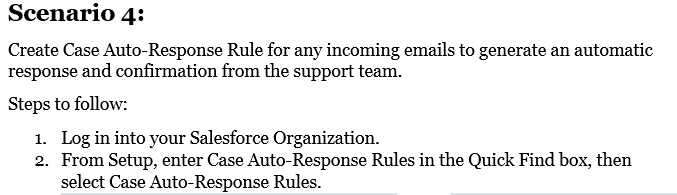 Scenario 4:
Create Case Auto-Response Rule for any incoming emails to generate an automatic
response and confirmation from the support team.
Steps to follow:
1. Log in into your Salesforce Organization.
2. From Setup, enter Case Auto-Response Rules in the Quick Find box, then
select Case Auto-Response Rules.